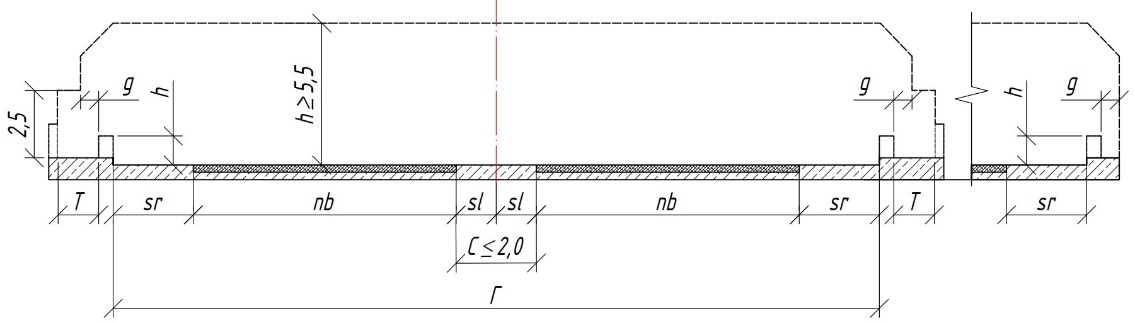 g
h
h ≥ 5,5
g
h
g
2,5
T
sr
nb
sl
sl
nb
sr
T
sr
C ≤ 2,0
Г